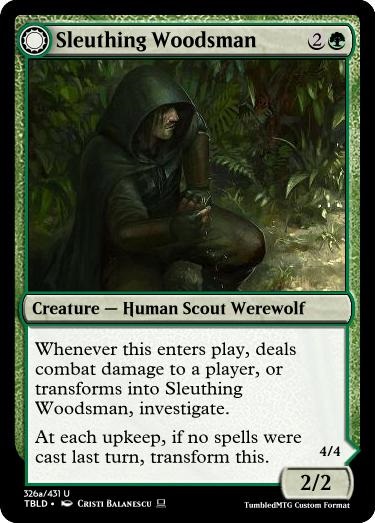 Sleuthing Woodsman 2
Creature — Human Scout Werewolf
Whenever this enters play, deals
combat damage to a player, or
transforms into Sleuthing
Woodsman, investigate.
At each upkeep, if no spells were
cast last turn, transform this.
4/4
2/2
326a/431 U
TBLD • Cristi Balanescu
TumbledMTG Custom Format